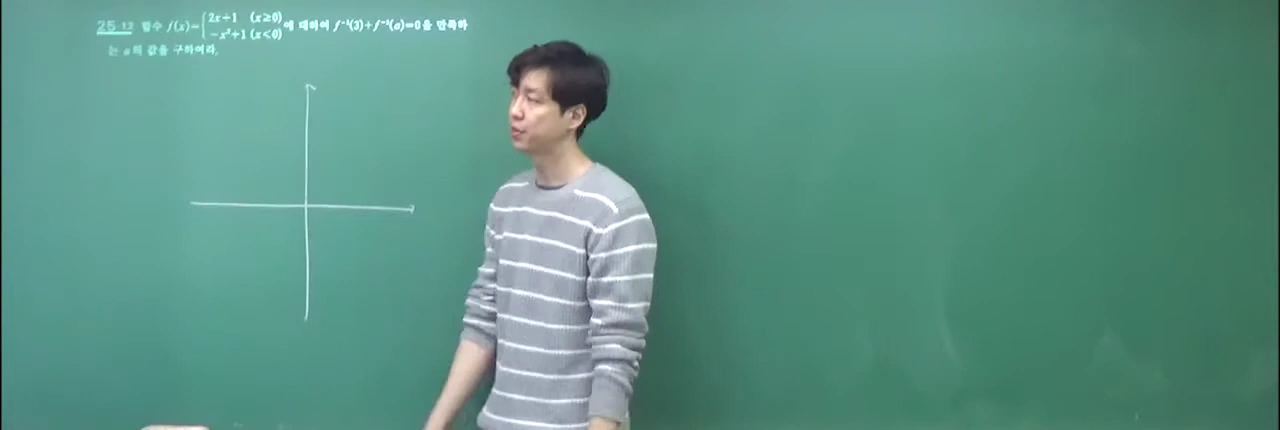 25-12 함수 f(x)={2x+1 (x≥0) -x²+1 (x<0)에 대하여 f⁻¹(3)+f⁻¹(a)=0을 만족하
는 a의 값을 구하여라.